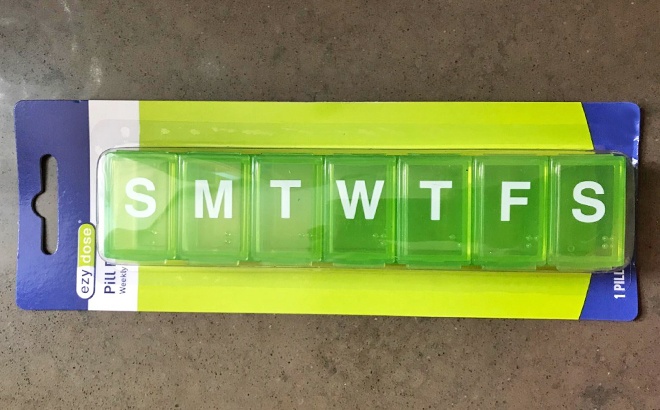 S M T W T F S
ezy dose
Pill
Weekly
1 PILL